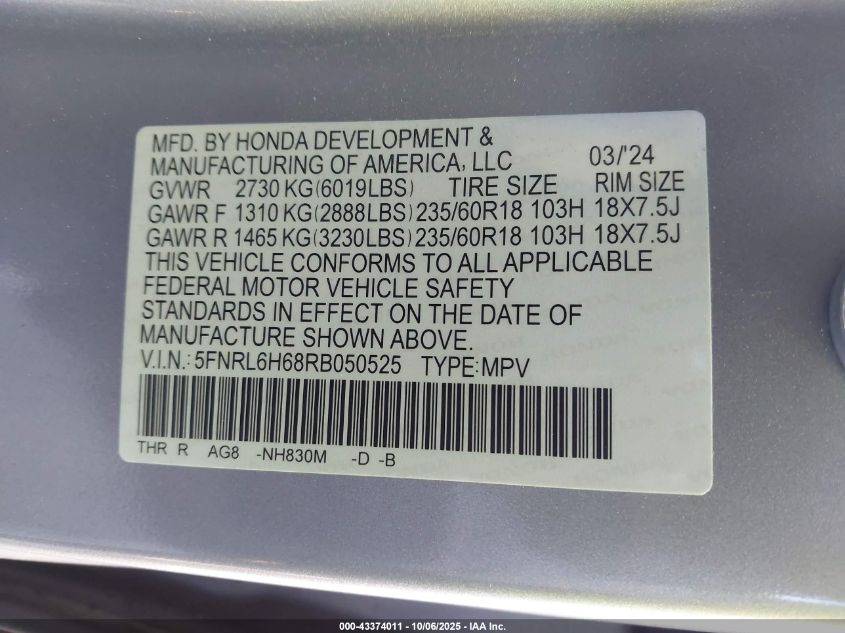 MFD. BY HONDA DEVELOPMENT &
MANUFACTURING OF AMERICA, LLC 03/'24
GVWR 2730 KG(6019LBS) TIRE SIZE RIM SIZE
GAWR F 1310 KG(2888LBS) 235/60R18 103H 18X7.5J
GAWR R 1465 KG(3230LBS) 235/60R18 103H 18X7.5J
THIS VEHICLE CONFORMS TO ALL APPLICABLE
FEDERAL MOTOR VEHICLE SAFETY
STANDARDS IN EFFECT ON THE DATE OF
MANUFACTURE SHOWN ABOVE.
V.I.N.: 5FNRL6H68RB050525 TYPE:MPV
THR R AG8 -NH830M -D -B
000-43374011 - 10/06/2025 - IAA Inc.